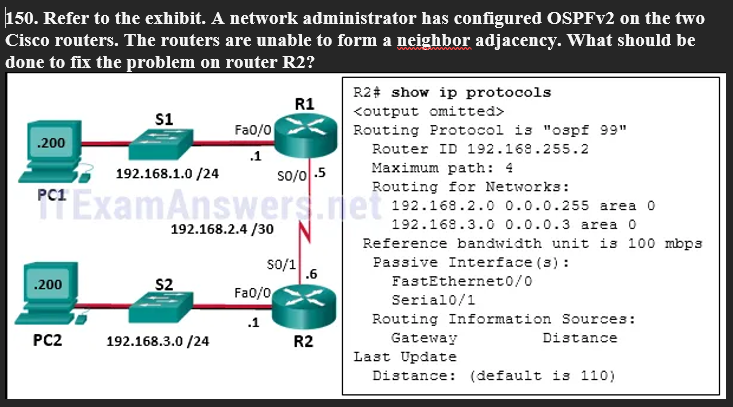 150. Refer to the exhibit. A network administrator has configured OSPFv2 on the two
Cisco routers. The routers are unable to form a neighbor adjacency. What should be
done to fix the problem on router R2?
R1
S1
Fa0/0
.200
.1
192.168.1.0 /24
S0/0
.5
PC1
ITExamAnswers.net
192.168.2.4 /30
S0/1
.6
S2
Fa0/0
.200
.1
PC2
192.168.3.0 /24
R2
R2# show ip protocols
<output omitted>
Routing Protocol is "ospf 99"
Router ID 192.168.255.2
Maximum path: 4
Routing for Networks:
192.168.2.0 0.0.0.255 area 0
192.168.3.0 0.0.0.3 area 0
Reference bandwidth unit is 100 mbps
Passive Interface(s):
FastEthernet0/0
Serial0/1
Routing Information Sources:
Gateway Distance
Last Update
Distance: (default is 110)